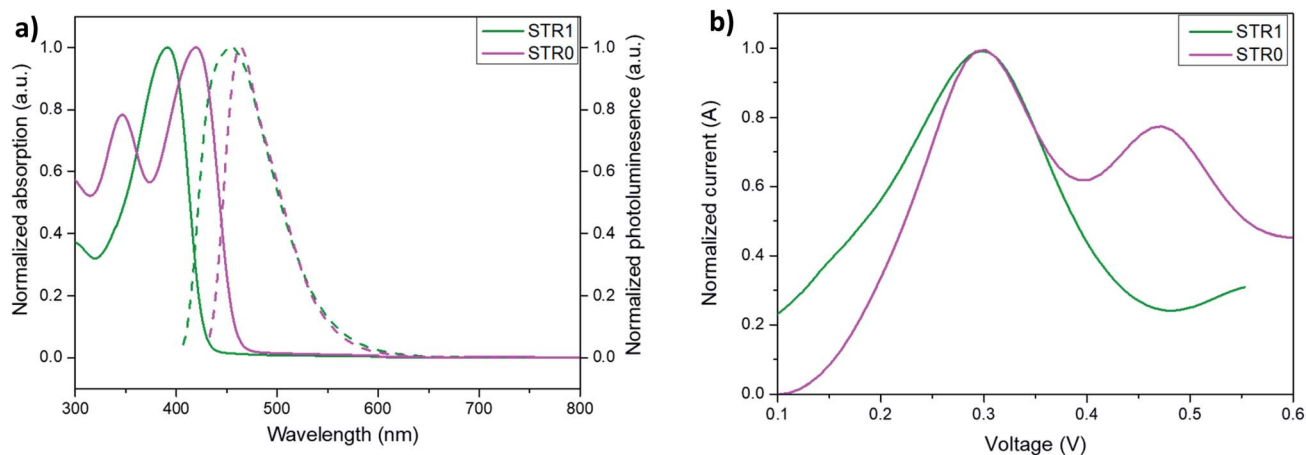 a)
STR1
STR0
Normalized absorption (a.u.)
1.0
0.8
0.6
0.4
0.2
0.0
1.0
0.8
0.6
0.4
0.2
0.0
Normalized photoluminesence (a.u.)
300 400 500 600 700 800
Wavelength (nm)
b)
STR1
STR0
Normalized current (A)
1.0
0.8
0.6
0.4
0.2
0.0
0.1 0.2 0.3 0.4 0.5 0.6
Voltage (V)